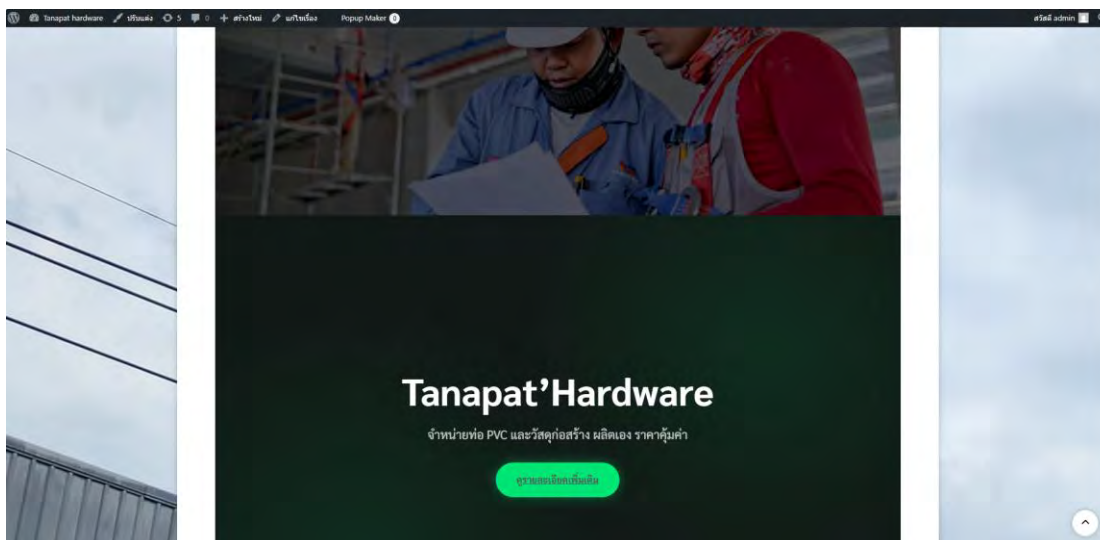 Tanapat hardware ปรับแต่ง 5 0 + สร้างใหม่ แก้ไขเรื่อง Popup Maker 0 สวัสดี admin
Tanapat’Hardware
จำหน่ายท่อ PVC และวัสดุก่อสร้าง ผลิตเอง ราคาคุ้มค่า
ดูรายละเอียดเพิ่มเติม